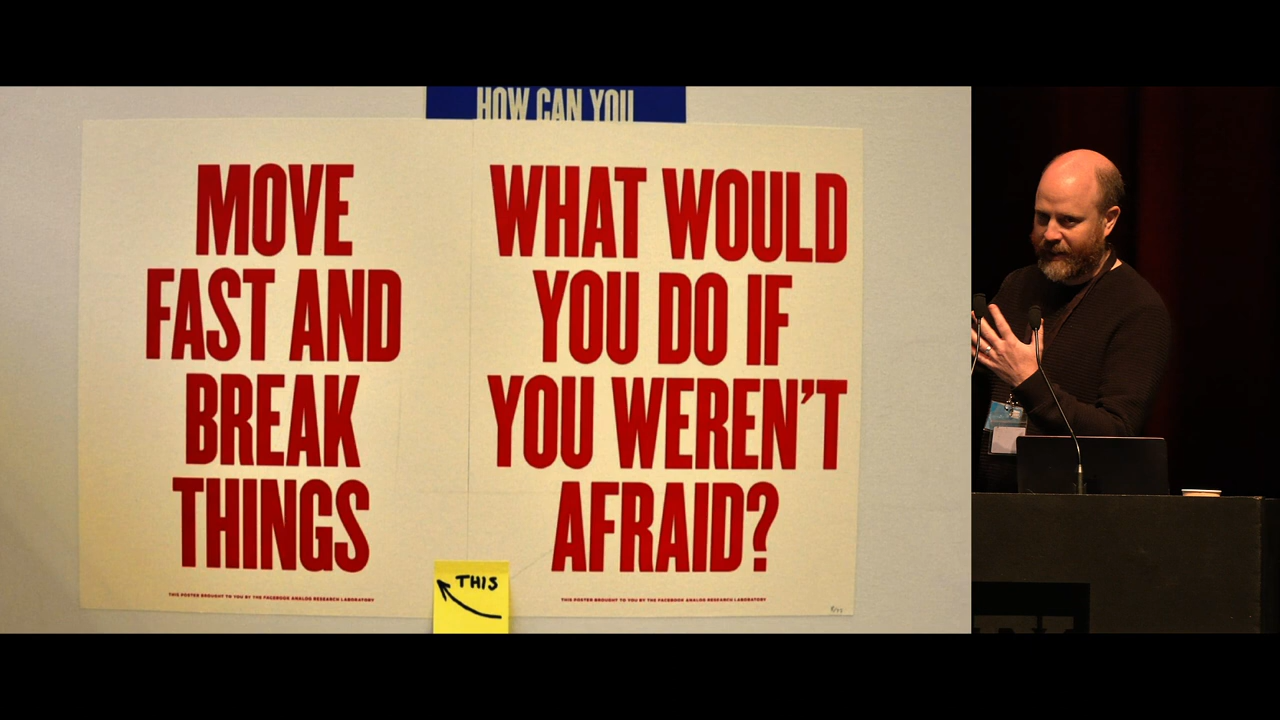 HOW CAN YOU
MOVE
FAST AND
BREAK
THINGS
THIS POSTER BROUGHT TO YOU BY THE FACEBOOK ANALOG RESEARCH LABORATORY
WHAT WOULD
YOU DO IF
YOU WEREN'T
AFRAID?
THIS POSTER BROUGHT TO YOU BY THE FACEBOOK ANALOG RESEARCH LABORATORY
THIS